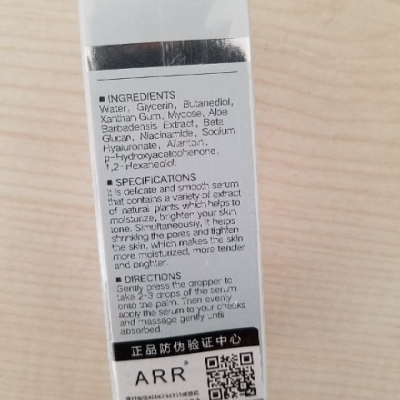 ■ INGREDIENTS
Water, Glycerin, Butanediol,
Xanthan Gum, Mycose, Aloe
Barbadensis Extract, Beta
Glucan, Niacinamide, Sodium
Hyaluronate, Allantoin,
p-Hydroxyacetophenone,
1,2-Hexanediol.
■ SPECIFICATIONS
It is delicate and smooth serum
that contains a variety of extract
of natural plants which helps to
moisturize, brighten your skin
tone. Simultaneously, it helps
shrinking the pores and tighten
the skin, which makes the skin
more moisturized, more tender
and brighter.
■ DIRECTIONS
Gently press the dropper to
take 2-3 drops of the serum
onto the palm. Then evenly
apply the serum to your cheeks
and massage gently until
absorbed.
正品防伪验证中心
ARR